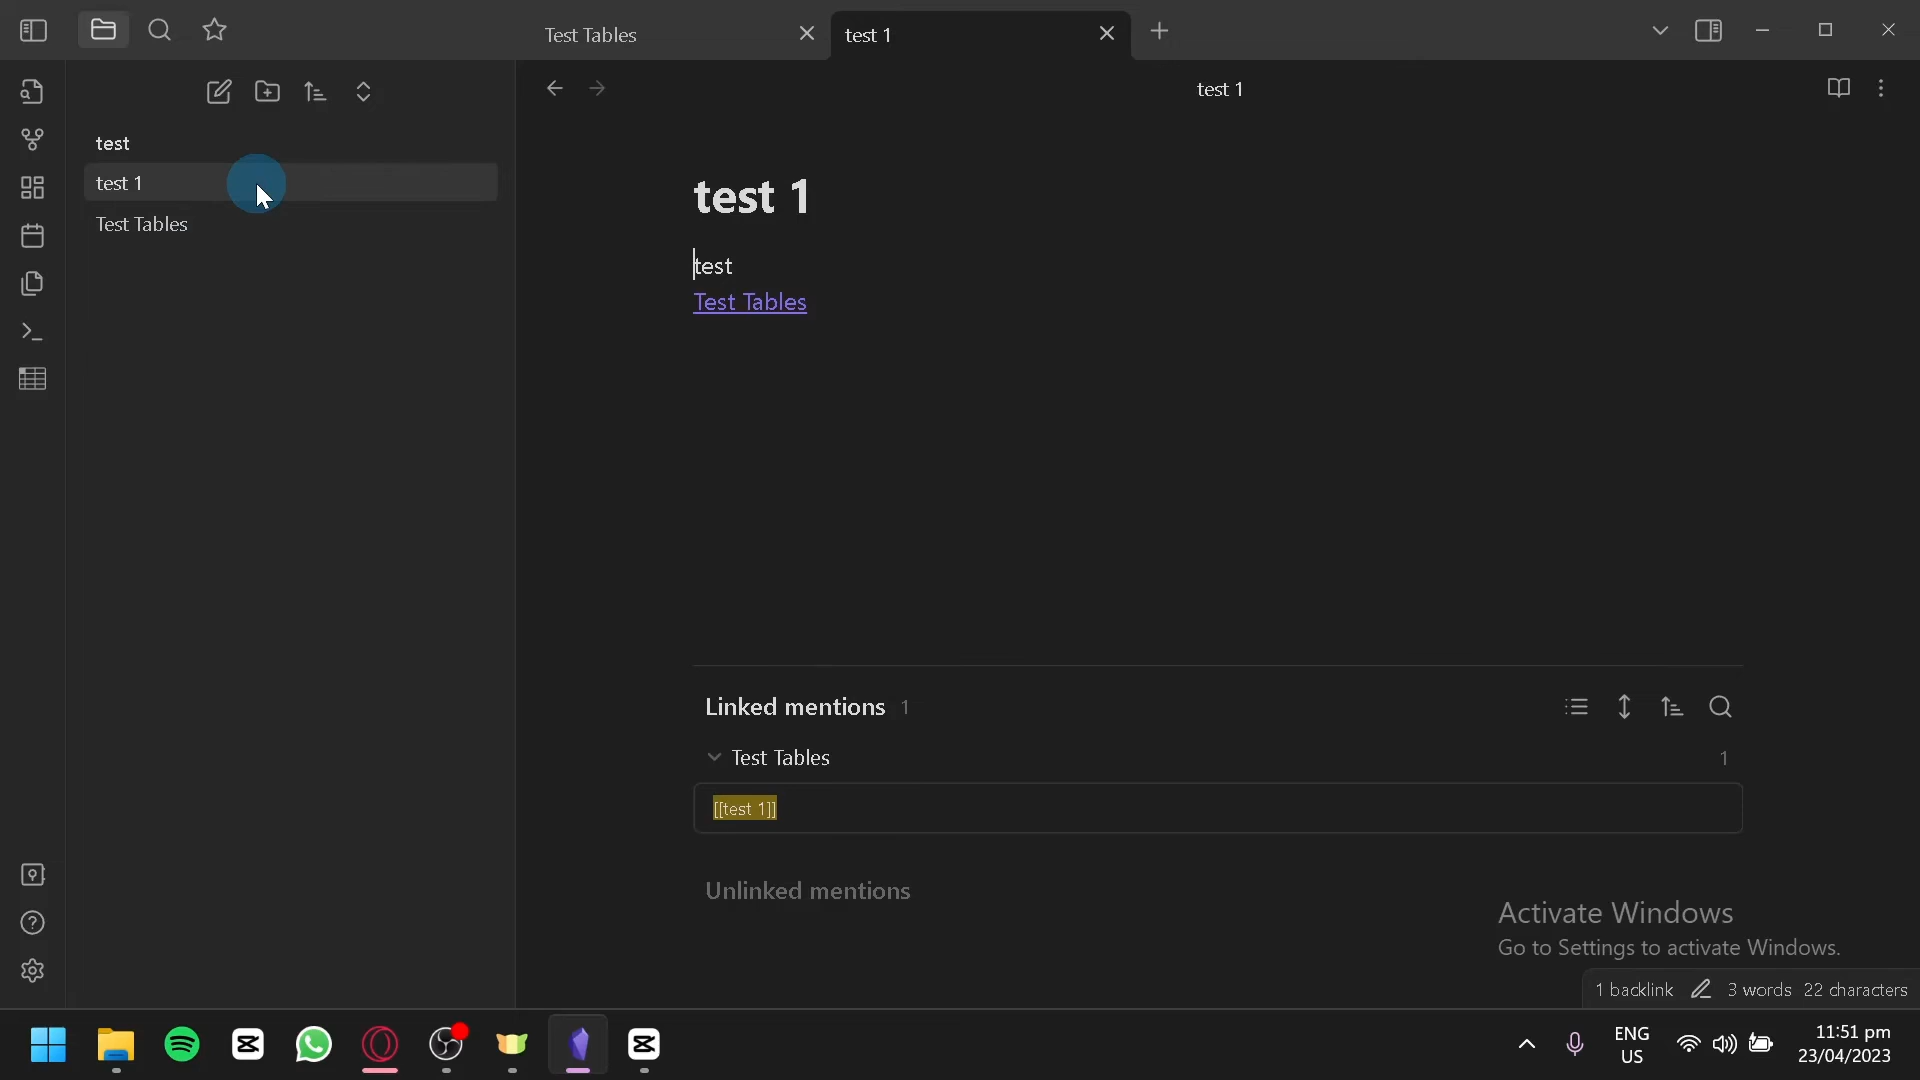 Test Tables
test 1
test 1
test
test 1
Test Tables
test 1
test
Test Tables
Linked mentions 1
Test Tables 1
[[test 1]]
Unlinked mentions
Activate Windows
Go to Settings to activate Windows.
1 backlink 3 words 22 characters
ENG
US
11:51 pm
23/04/2023